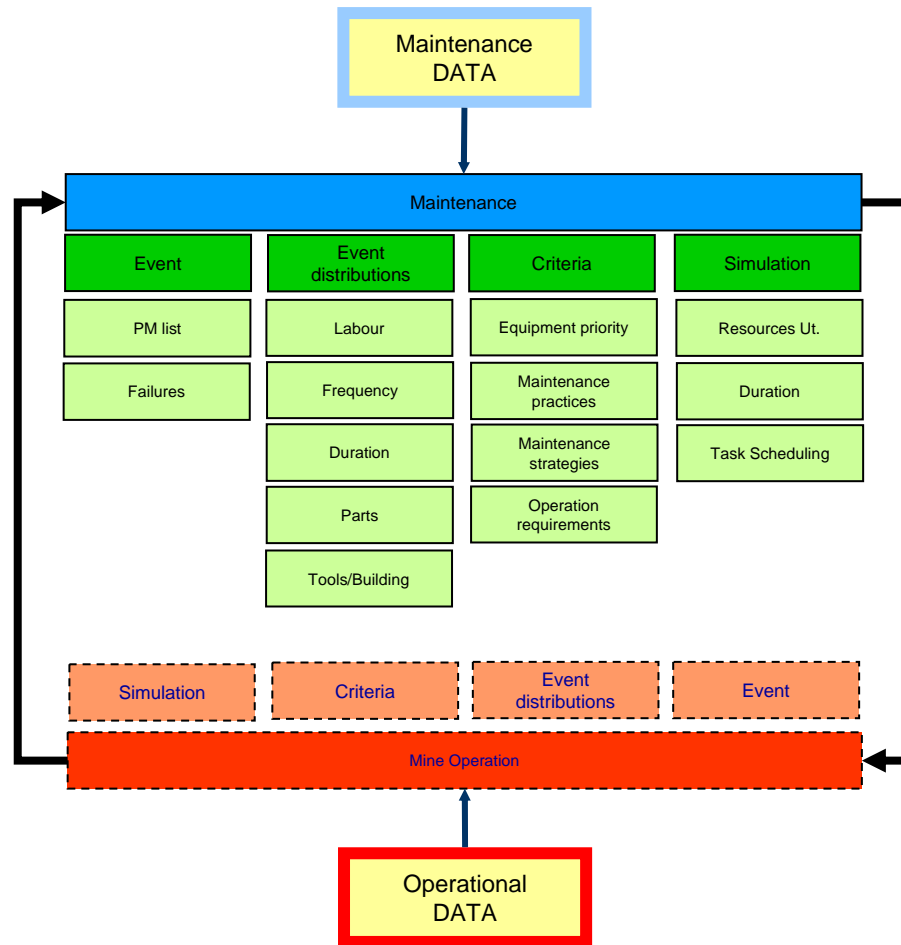 Maintenance
DATA
Maintenance
Event
Event
distributions
Criteria
Simulation
PM list
Labour
Equipment priority
Resources Ut.
Failures
Frequency
Maintenance
practices
Duration
Duration
Maintenance
strategies
Task Scheduling
Parts
Operation
requirements
Tools/Building
Simulation
Criteria
Event
distributions
Event
Mine Operation
Operational
DATA